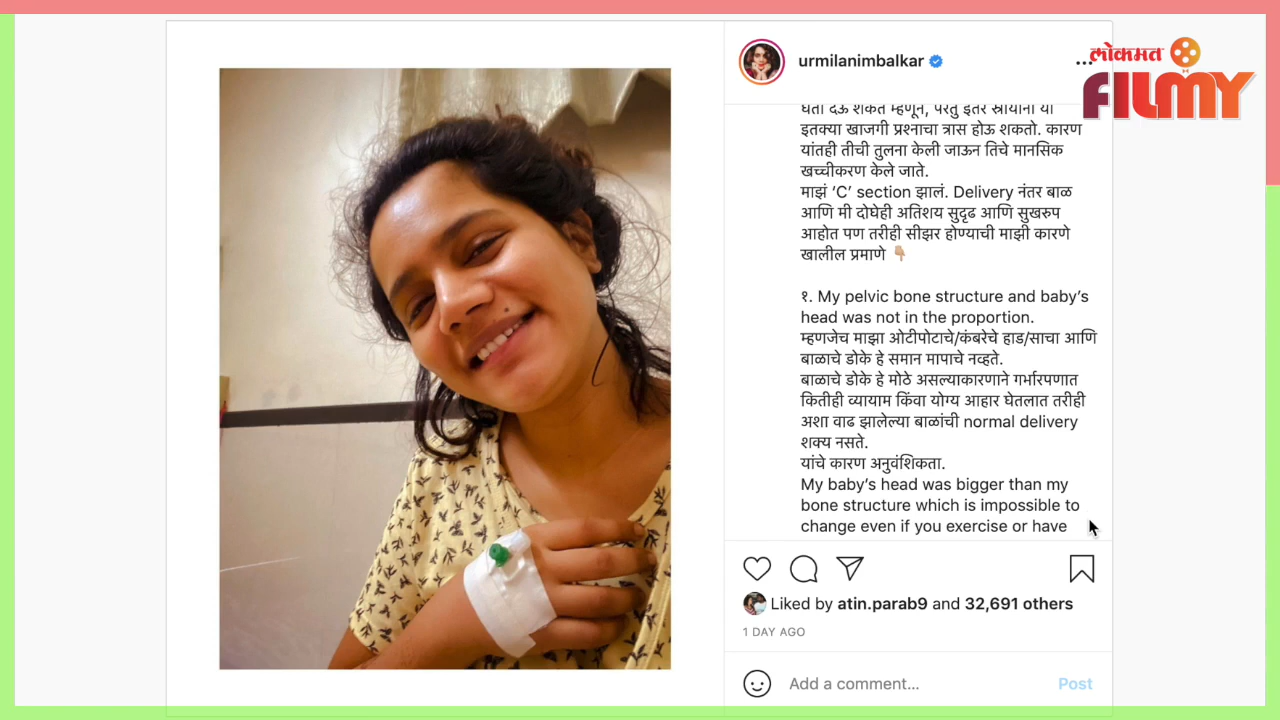 urmilanimbalkar
लोकमत
FILMY
घेता देऊ शकते म्हणून, परंतु इतर स्त्रीयांना या
इतक्या खाजगी प्रश्नाचा त्रास होऊ शकतो. कारण
यांतही तीची तुलना केली जाऊन तिचे मानसिक
खच्चीकरण केले जाते.
माझं ‘C’ section झालं. Delivery नंतर बाळ
आणि मी दोघेही अतिशय सुदृढ आणि सुखरुप
आहोत पण तरीही सीझर होण्याची माझी कारणे
खालील प्रमाणे 👇🏼
१. My pelvic bone structure and baby’s
head was not in the proportion.
म्हणजेच माझा ओटीपोटाचे/कंबरेचे हाड/साचा आणि
बाळाचे डोके हे समान मापाचे नव्हते.
बाळाचे डोके हे मोठे असल्याकारणाने गर्भारपणात
कितीही व्यायाम किंवा योग्य आहार घेतलात तरीही
अशा वाढ झालेल्या बाळांची normal delivery
शक्य नसते.
यांचे कारण अनुवंशिकता.
My baby’s head was bigger than my
bone structure which is impossible to
change even if you exercise or have
Liked by atin.parab9 and 32,691 others
1 DAY AGO
Add a comment...
Post